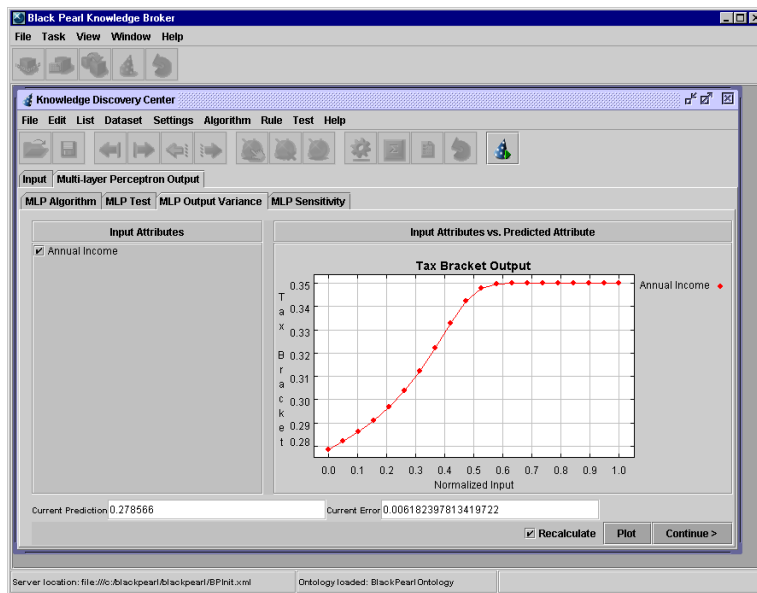 Black Pearl Knowledge Broker
File Task View Window Help
Knowledge Discovery Center
File Edit List Dataset Settings Algorithm Rule Test Help
Input Multi-layer Perceptron Output
MLP Algorithm MLP Test MLP Output Variance MLP Sensitivity
Input Attributes
Annual Income
Input Attributes vs. Predicted Attribute
Tax Bracket Output
Tax Bracket
0.35
0.34
0.33
0.32
0.31
0.30
0.29
0.28
0.0 0.1 0.2 0.3 0.4 0.5 0.6 0.7 0.8 0.9 1.0
Normalized Input
Annual Income
Current Prediction 0.278566
Current Error 0.006182397813419722
Recalculate Plot Continue >
Server location: file:///c:/blackpearl/blackpearl/BPInit.xml
Ontology loaded: BlackPearlOntology